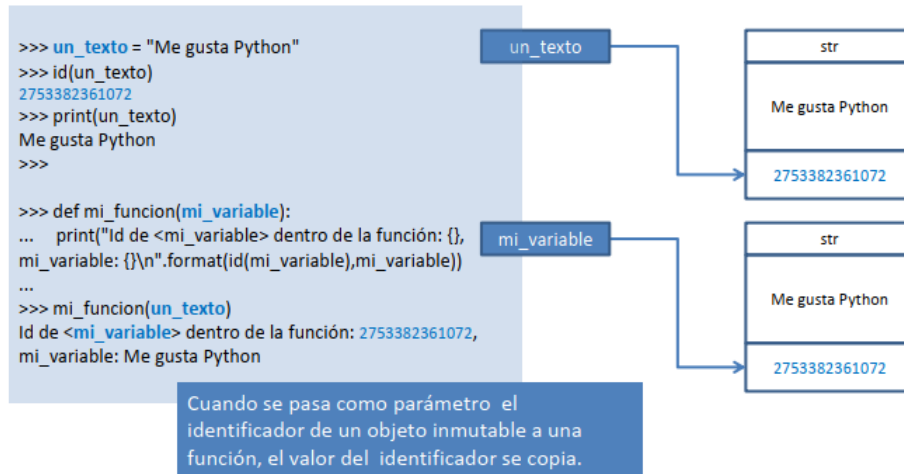 >>> un_texto = "Me gusta Python"
>>> id(un_texto)
2753382361072
>>> print(un_texto)
Me gusta Python
>>>
>>> def mi_funcion(mi_variable):
...    print("Id de <mi_variable> dentro de la función: {},
mi_variable: {}\n".format(id(mi_variable),mi_variable))
...
>>> mi_funcion(un_texto)
Id de <mi_variable> dentro de la función: 2753382361072,
mi_variable: Me gusta Python
un_texto
str
Me gusta Python
2753382361072
mi_variable
str
Me gusta Python
2753382361072
Cuando se pasa como parámetro el
identificador de un objeto inmutable a una
función, el valor del identificador se copia.